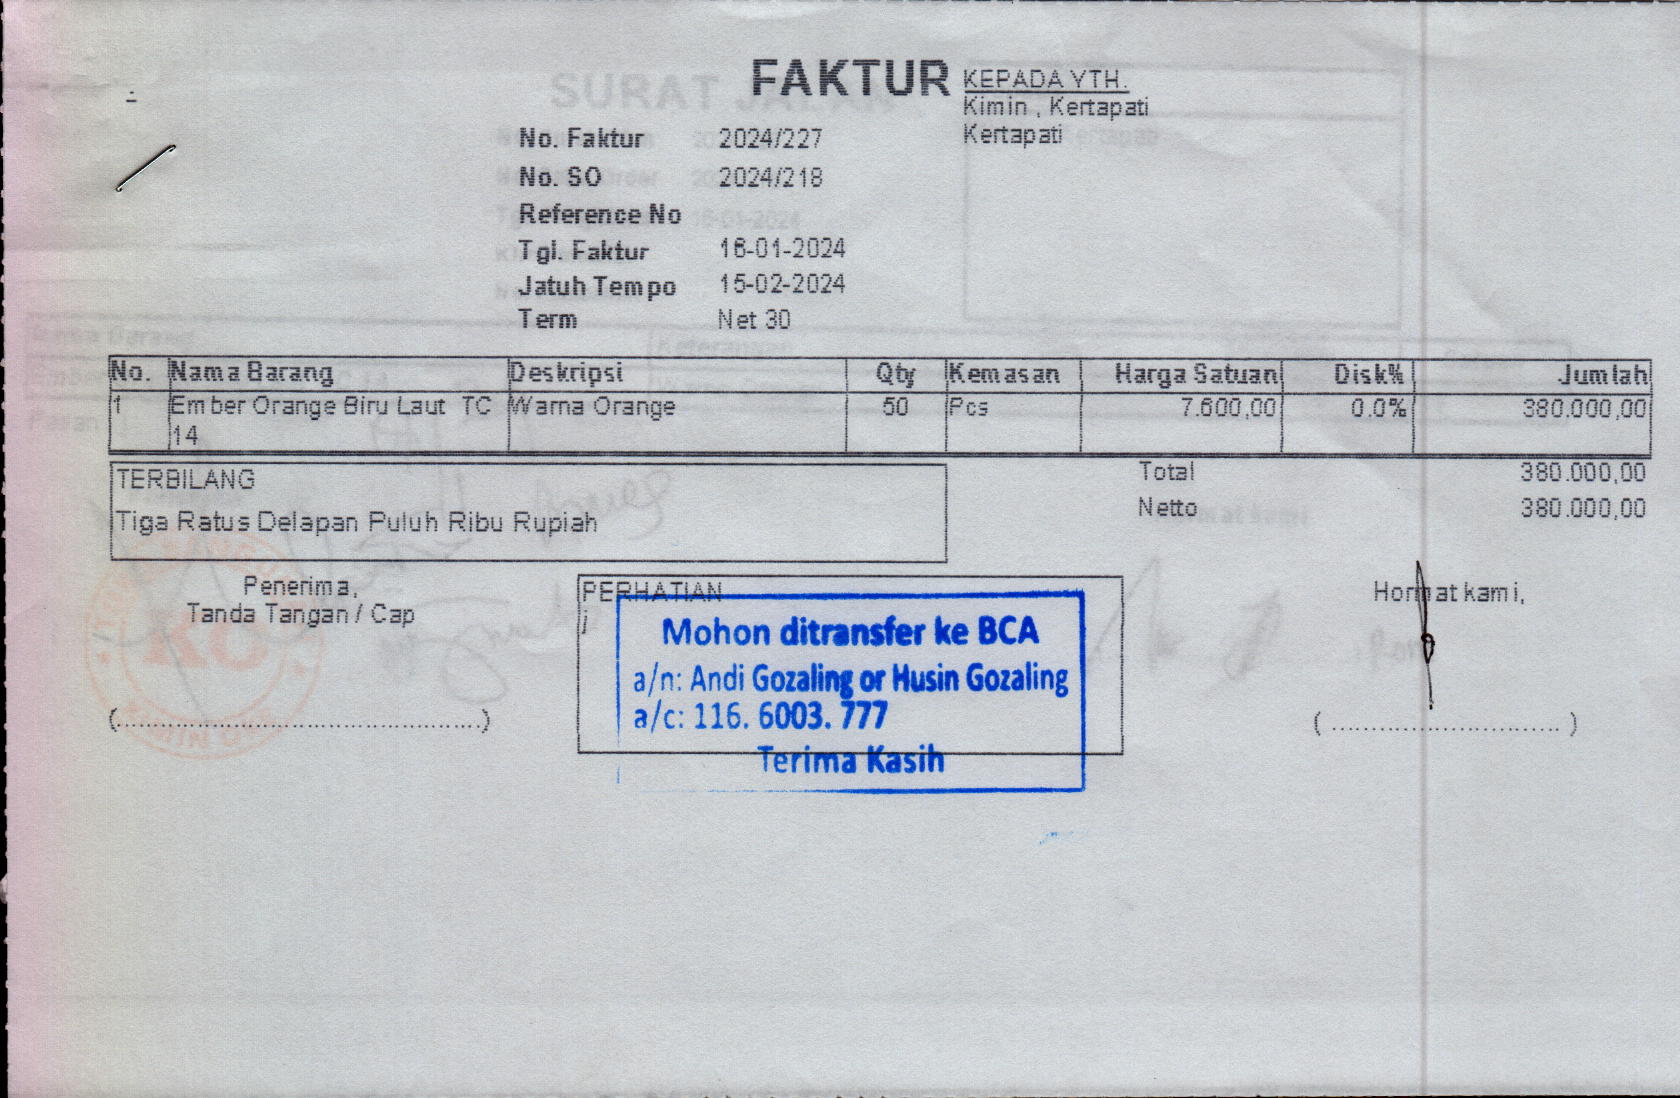 FAKTUR
KEPADA YTH.
Kimin , Kertapati
Kertapati
No. Faktur 2024/227
No. SO 2024/218
Reference No
Tgl. Faktur 16-01-2024
Jatuh Tempo 15-02-2024
Term Net 30
No. Nama Barang Deskripsi Qty Kemasan Harga Satuan Disk% Jumlah
1 Ember Orange Biru Laut TC Warna Orange 50 Pcs 7.600,00 0.0% 380.000,00
14
TERBILANG
Tiga Ratus Delapan Puluh Ribu Rupiah
Total 380.000,00
Netto 380.000,00
Penerima,
Tanda Tangan / Cap
PERHATIAN
Mohon ditransfer ke BCA
a/n: Andi Gozaling or Husin Gozaling
a/c: 116. 6003. 777
Terima Kasih
Hormat kami,
SURAT JALAN